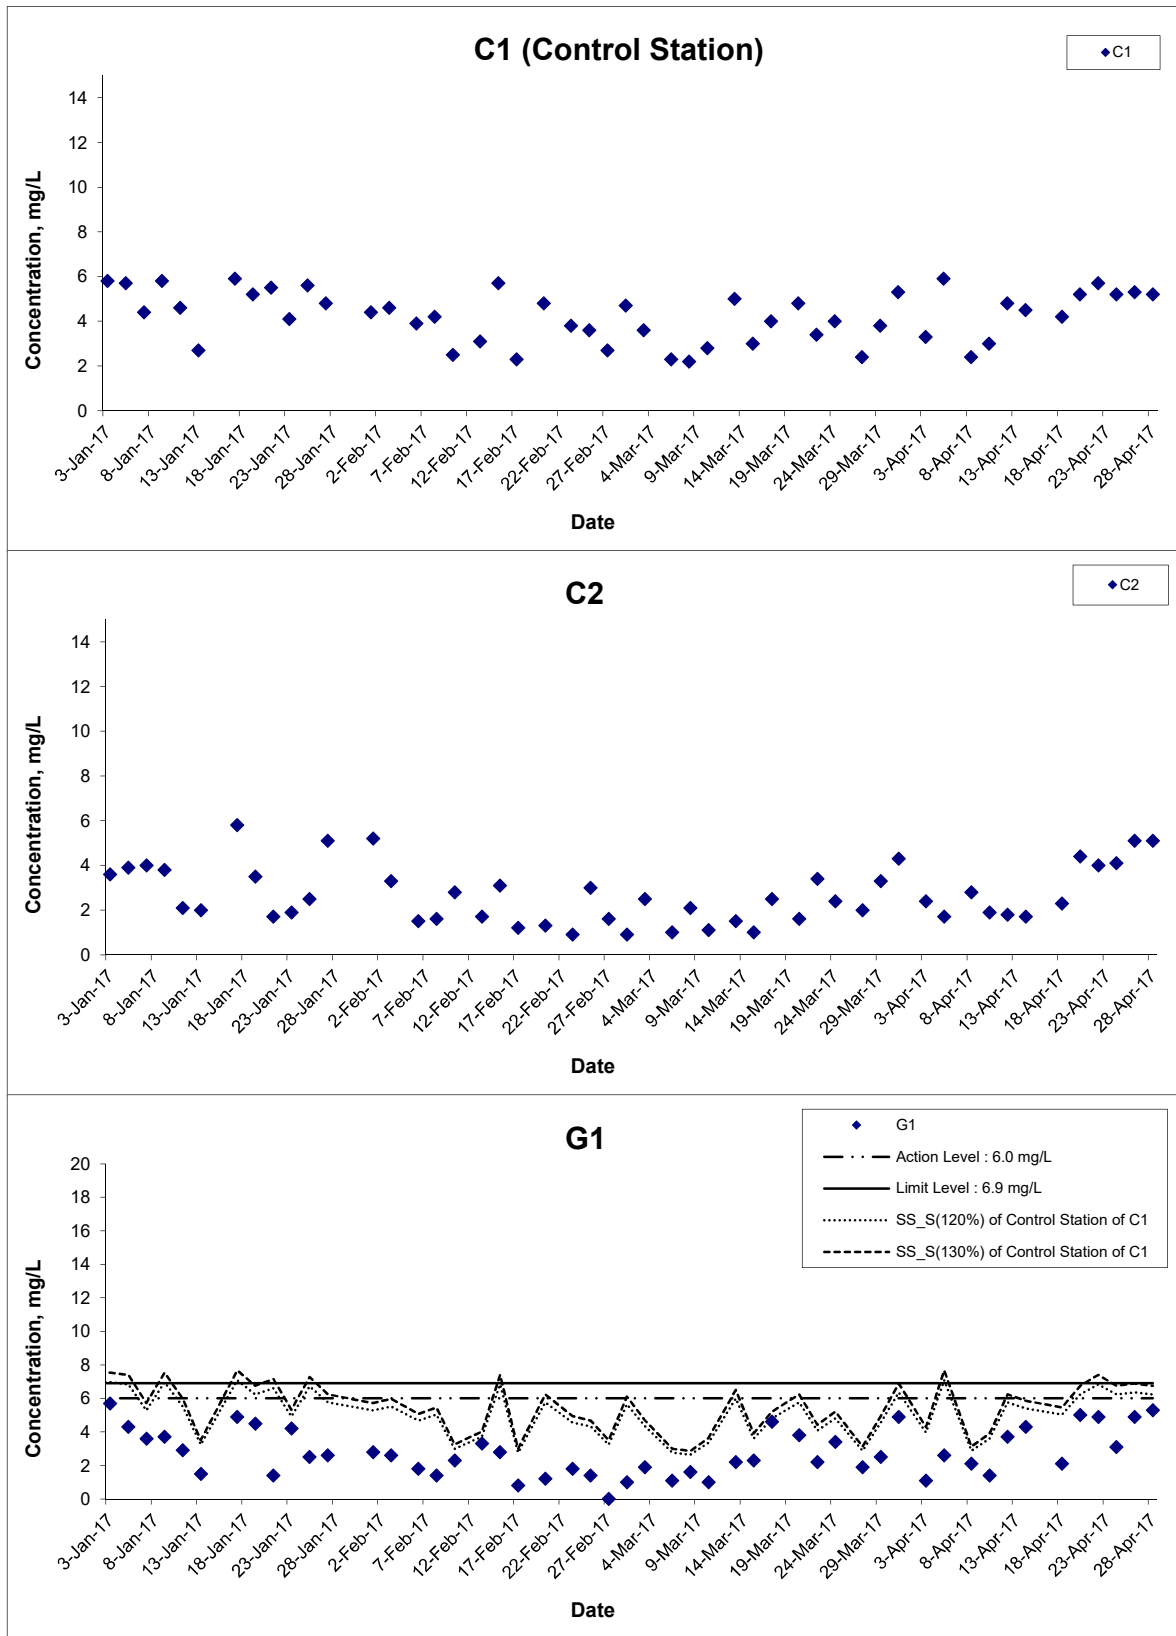 C1 (Control Station)
C1
14
12
10
8
6
4
2
0
Concentration, mg/L
3-Jan-17
8-Jan-17
13-Jan-17
18-Jan-17
23-Jan-17
28-Jan-17
2-Feb-17
7-Feb-17
12-Feb-17
17-Feb-17
22-Feb-17
27-Feb-17
4-Mar-17
9-Mar-17
14-Mar-17
19-Mar-17
24-Mar-17
29-Mar-17
3-Apr-17
8-Apr-17
13-Apr-17
18-Apr-17
23-Apr-17
28-Apr-17
Date
C2
C2
14
12
10
8
6
4
2
0
Concentration, mg/L
3-Jan-17
8-Jan-17
13-Jan-17
18-Jan-17
23-Jan-17
28-Jan-17
2-Feb-17
7-Feb-17
12-Feb-17
17-Feb-17
22-Feb-17
27-Feb-17
4-Mar-17
9-Mar-17
14-Mar-17
19-Mar-17
24-Mar-17
29-Mar-17
3-Apr-17
8-Apr-17
13-Apr-17
18-Apr-17
23-Apr-17
28-Apr-17
Date
G1
G1
Action Level : 6.0 mg/L
Limit Level : 6.9 mg/L
SS_S(120%) of Control Station of C1
SS_S(130%) of Control Station of C1
20
18
16
14
12
10
8
6
4
2
0
Concentration, mg/L
3-Jan-17
8-Jan-17
13-Jan-17
18-Jan-17
23-Jan-17
28-Jan-17
2-Feb-17
7-Feb-17
12-Feb-17
17-Feb-17
22-Feb-17
27-Feb-17
4-Mar-17
9-Mar-17
14-Mar-17
19-Mar-17
24-Mar-17
29-Mar-17
3-Apr-17
8-Apr-17
13-Apr-17
18-Apr-17
23-Apr-17
28-Apr-17
Date